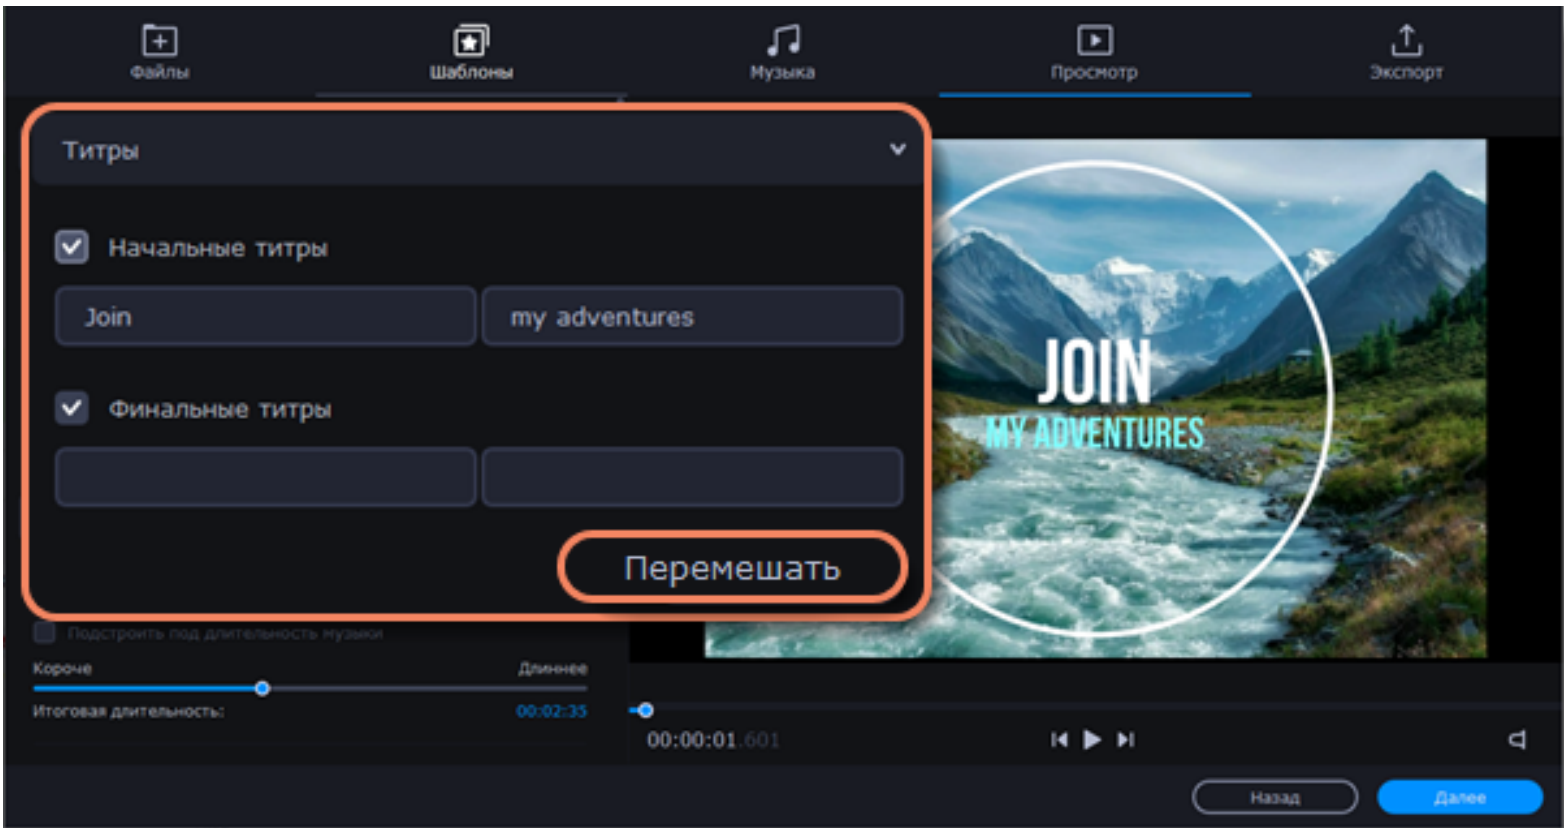 Файлы Шаблоны Музыка Просмотр Экспорт
Титры
Начальные титры
Join my adventures
Финальные титры
Перемешать
Подстроить под длительность музыки
Короче Длиннее
Итоговая длительность: 00:02:35
JOIN
MY ADVENTURES
00:00:01.601
Назад Далее